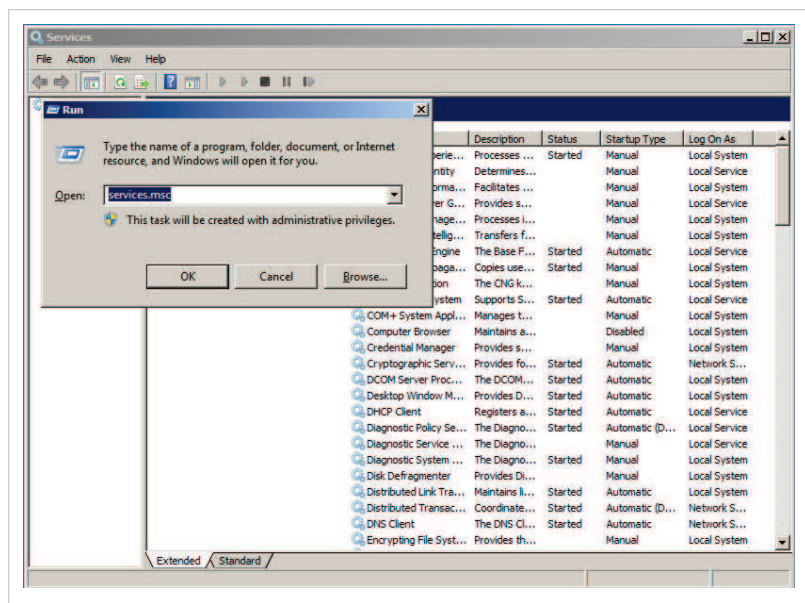 Services
File Action View Help
Run
Type the name of a program, folder, document, or Internet
resource, and Windows will open it for you.
Open: services.msc
This task will be created with administrative privileges.
OK Cancel Browse...
Description Status Startup Type Log On As
erie... Processes ... Started Manual Local System
ntity Determines... Manual Local Service
orma... Facilitates ... Manual Local System
er G... Provides s... Manual Local Service
nage... Processes i... Manual Local System
tellig... Transfers f... Manual Local System
Engine The Base F... Started Automatic Local Service
paga... Copies use... Started Manual Local System
ion The CNG k... Manual Local System
ystem Supports S... Started Automatic Local Service
COM+ System Appl... Manages t... Manual Local System
Computer Browser Maintains a... Disabled Local System
Credential Manager Provides s... Manual Local System
Cryptographic Serv... Provides fo... Started Automatic Network S...
DCOM Server Proc... The DCOM... Started Automatic Local System
Desktop Window M... Provides D... Started Automatic Local System
DHCP Client Registers a... Started Automatic Local Service
Diagnostic Policy Se... The Diagno... Started Automatic (D... Local Service
Diagnostic Service ... The Diagno... Manual Local Service
Diagnostic System ... The Diagno... Started Manual Local System
Disk Defragmenter Provides Di... Manual Local System
Distributed Link Tra... Maintains li... Started Automatic Local System
Distributed Transac... Coordinate... Started Automatic (D... Network S...
DNS Client The DNS Cl... Started Automatic Network S...
Encrypting File Syst... Provides th... Manual Local System
Extended Standard